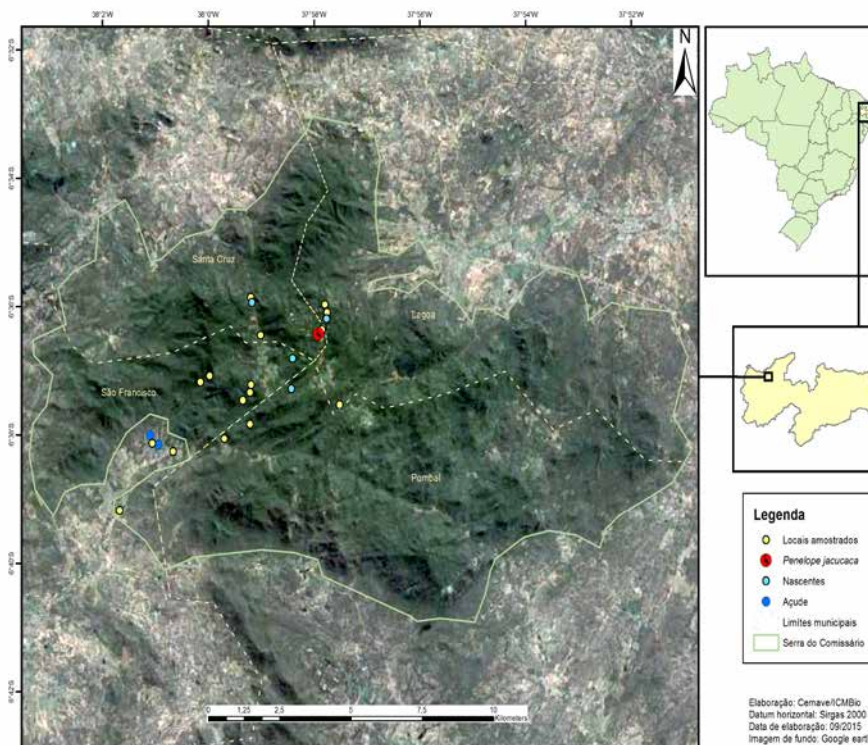 38°2'W 38°0'W 37°58'W 37°56'W 37°54'W 37°52'W
N
6°32'S
6°34'S
6°36'S
6°38'S
6°40'S
6°42'S
Santa Cruz
Lagoa
São Francisco
Pombal
0 1,25 2,5 5 7,5 10
Kilometers
Legenda
Locais amostrados
Penelope jacucaca
Nascentes
Açude
Limítes municipais
Serra do Comissário
Elaboração: Cemave/ICMBio
Datum horizontal: Sirgas 2000
Data de elaboração: 09/2015
Imagem de fundo: Google